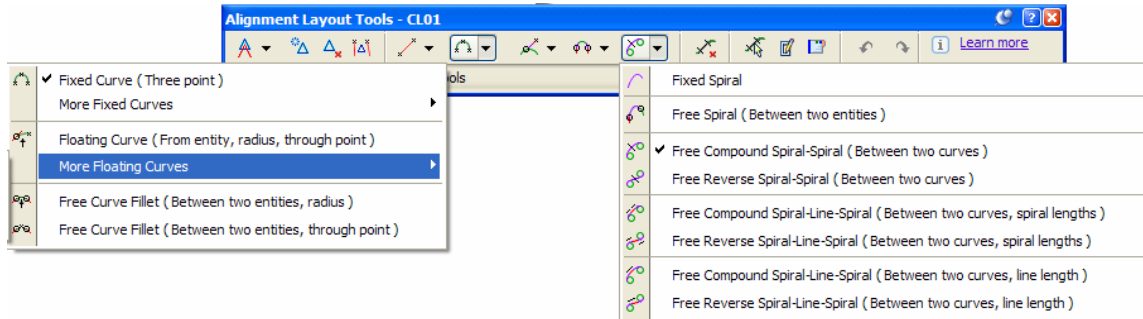 Alignment Layout Tools - CL01
Learn more
ols
Fixed Curve ( Three point )
More Fixed Curves
Floating Curve ( From entity, radius, through point )
More Floating Curves
Free Curve Fillet ( Between two entities, radius )
Free Curve Fillet ( Between two entities, through point )
Fixed Spiral
Free Spiral ( Between two entities )
Free Compound Spiral-Spiral ( Between two curves )
Free Reverse Spiral-Spiral ( Between two curves )
Free Compound Spiral-Line-Spiral ( Between two curves, spiral lengths )
Free Reverse Spiral-Line-Spiral ( Between two curves, spiral lengths )
Free Compound Spiral-Line-Spiral ( Between two curves, line length )
Free Reverse Spiral-Line-Spiral ( Between two curves, line length )